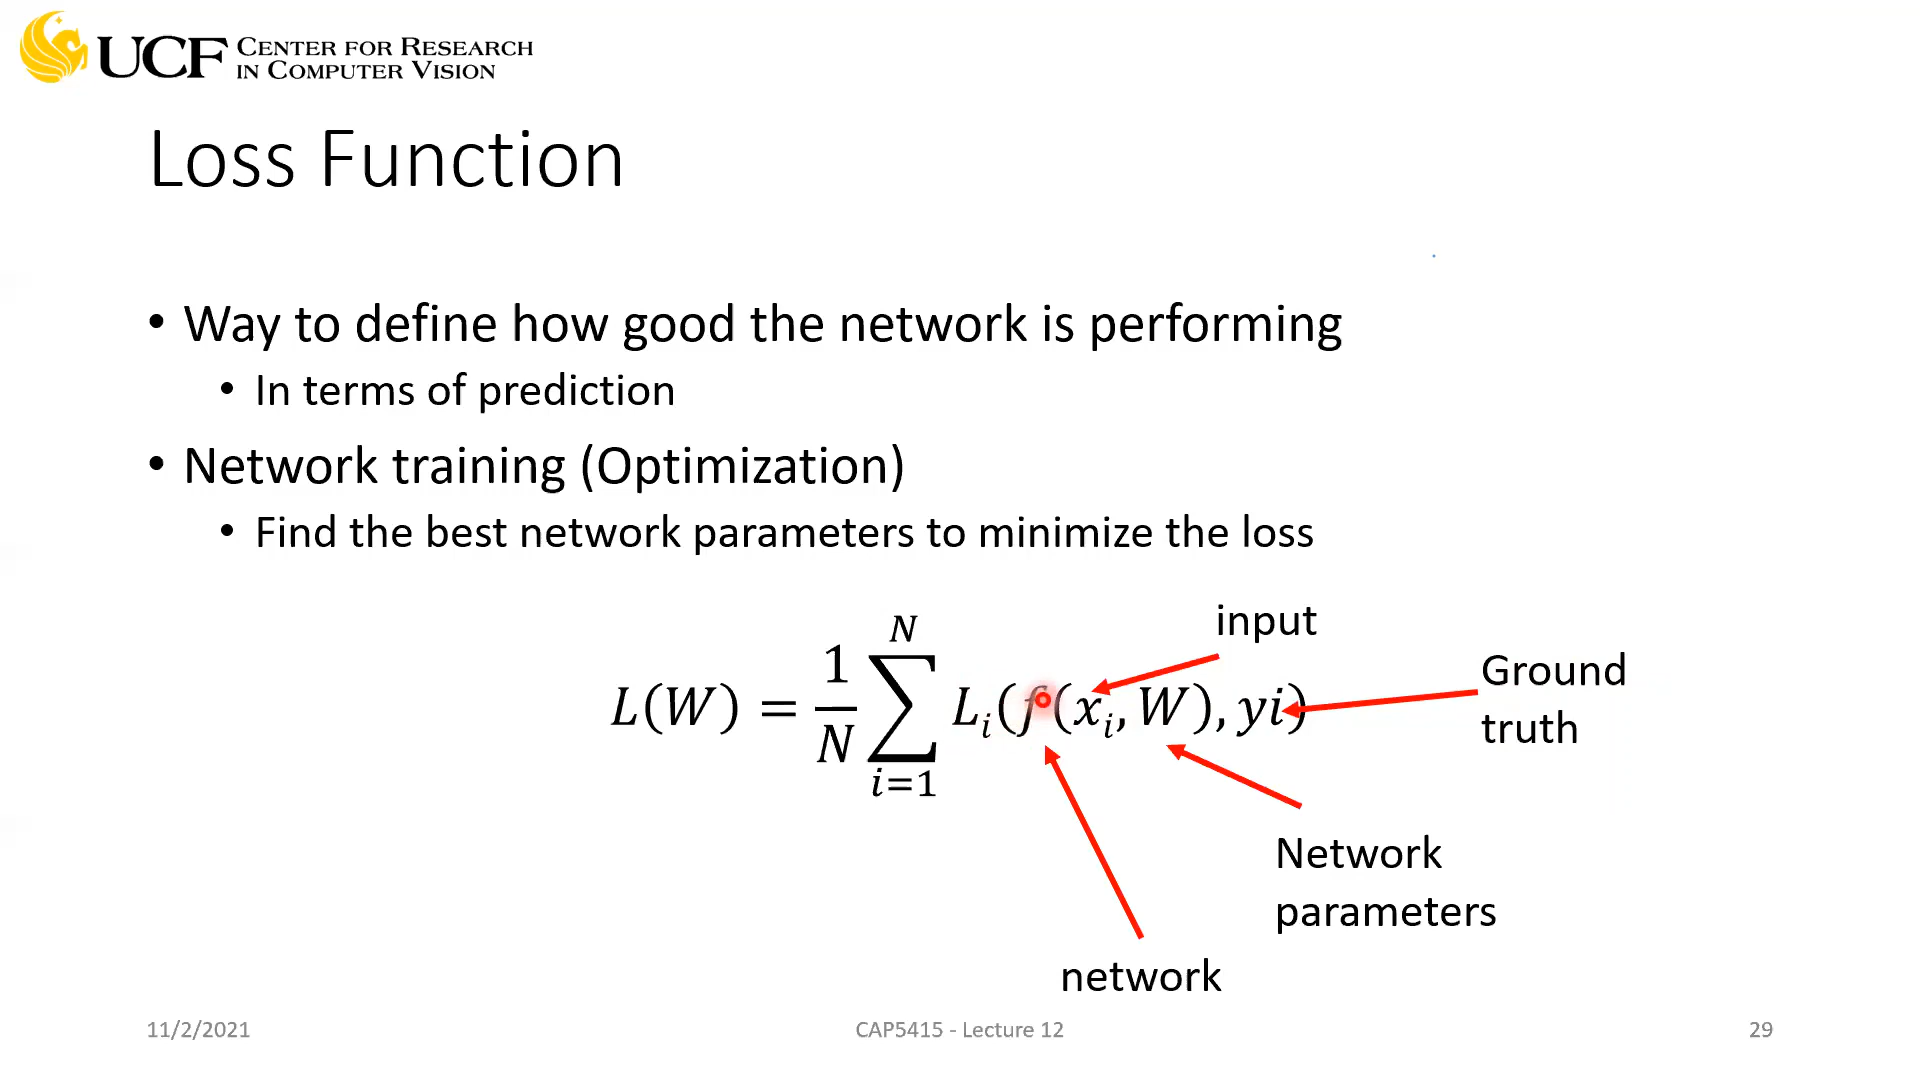 UCF CENTER FOR RESEARCH
IN COMPUTER VISION
Loss Function
• Way to define how good the network is performing
• In terms of prediction
• Network training (Optimization)
• Find the best network parameters to minimize the loss
input
Ground
truth
L(W) = \frac{1}{N} \sum_{i=1}^{N} L_i(f(x_i, W), yi)
Network
parameters
network
11/2/2021
CAP5415 - Lecture 12
29